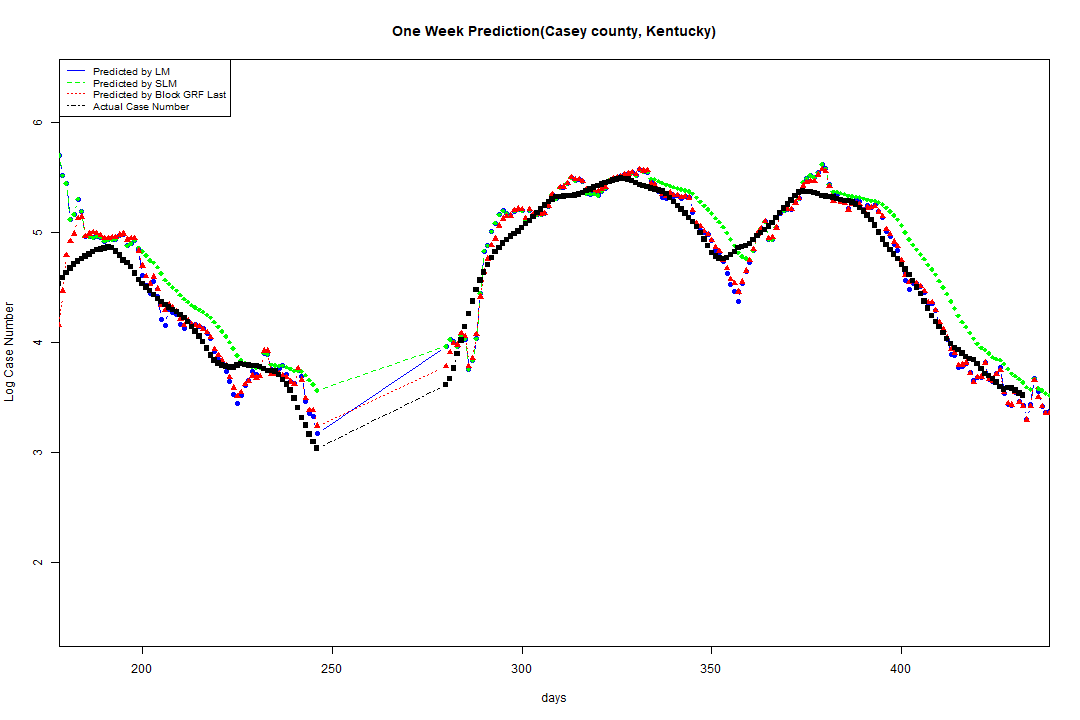 One Week Prediction(Casey county, Kentucky)
Predicted by LM
Predicted by SLM
Predicted by Block GRF Last
Actual Case Number
6
5
4
3
2
Log Case Number
200 250 300 350 400
days